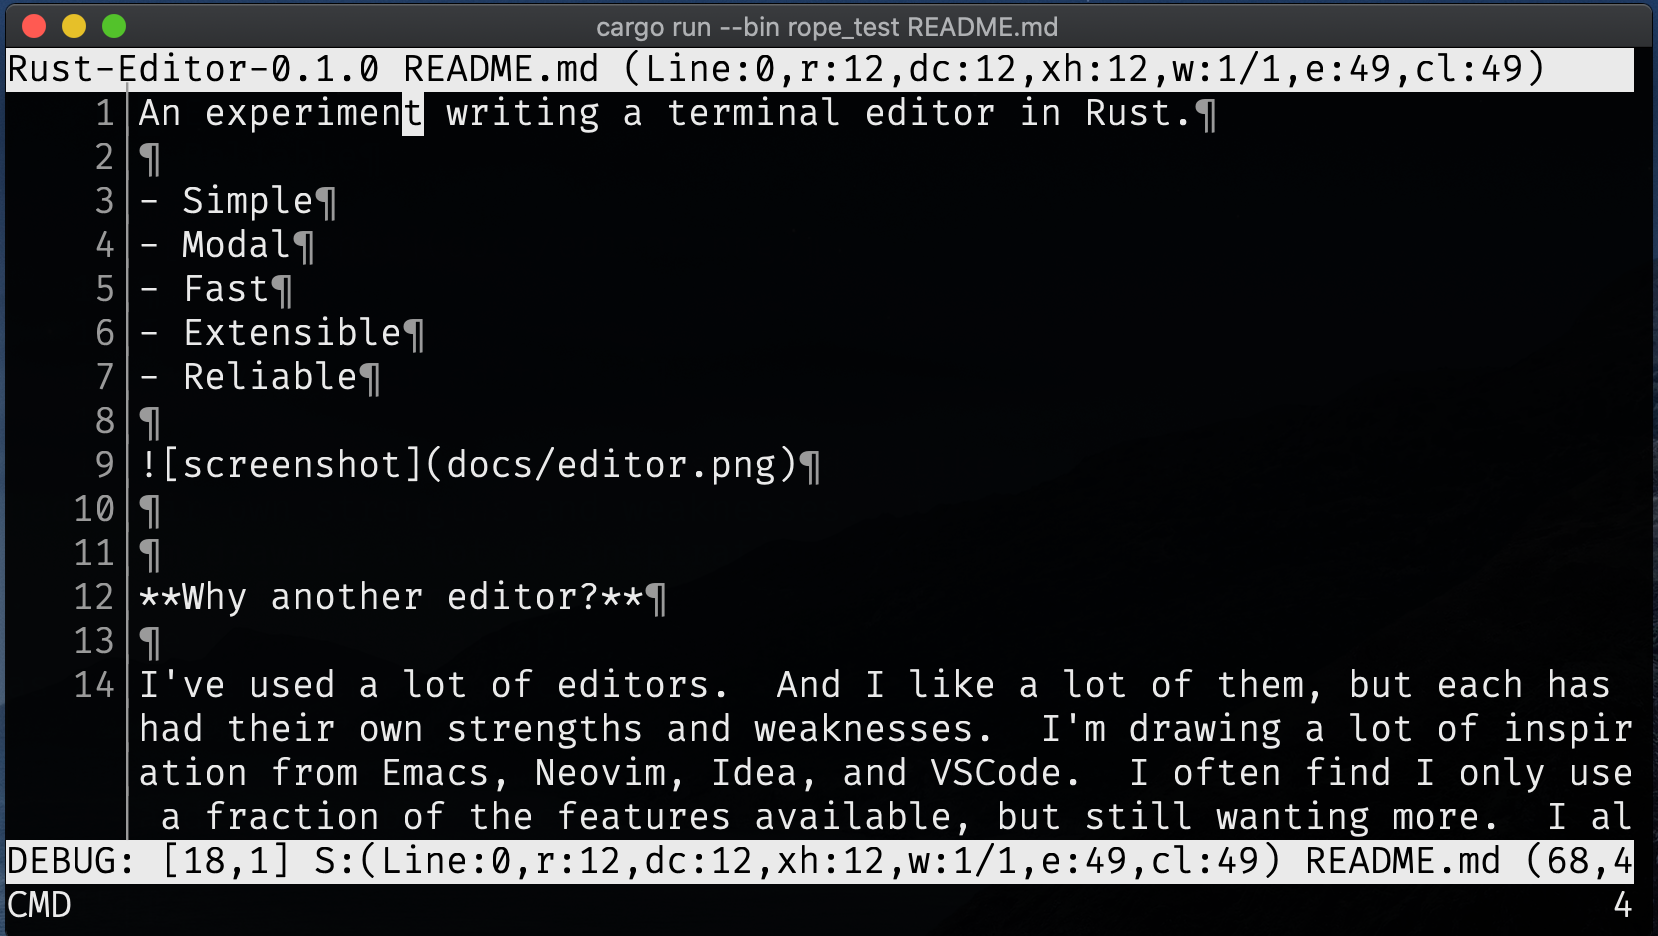 cargo run --bin rope_test README.md
Rust-Editor-0.1.0 README.md (Line:0,r:12,dc:12,xh:12,w:1/1,e:49,cl:49)
1 An experiment writing a terminal editor in Rust.¶
2 ¶
3 - Simple¶
4 - Modal¶
5 - Fast¶
6 - Extensible¶
7 - Reliable¶
8 ¶
9 ![screenshot](docs/editor.png)¶
10 ¶
11 ¶
12 **Why another editor?**¶
13 ¶
14 I've used a lot of editors.  And I like a lot of them, but each has
had their own strengths and weaknesses.  I'm drawing a lot of inspir
ation from Emacs, Neovim, Idea, and VSCode.  I often find I only use
 a fraction of the features available, but still wanting more.  I al
DEBUG: [18,1] S:(Line:0,r:12,dc:12,xh:12,w:1/1,e:49,cl:49) README.md (68,4
CMD 4